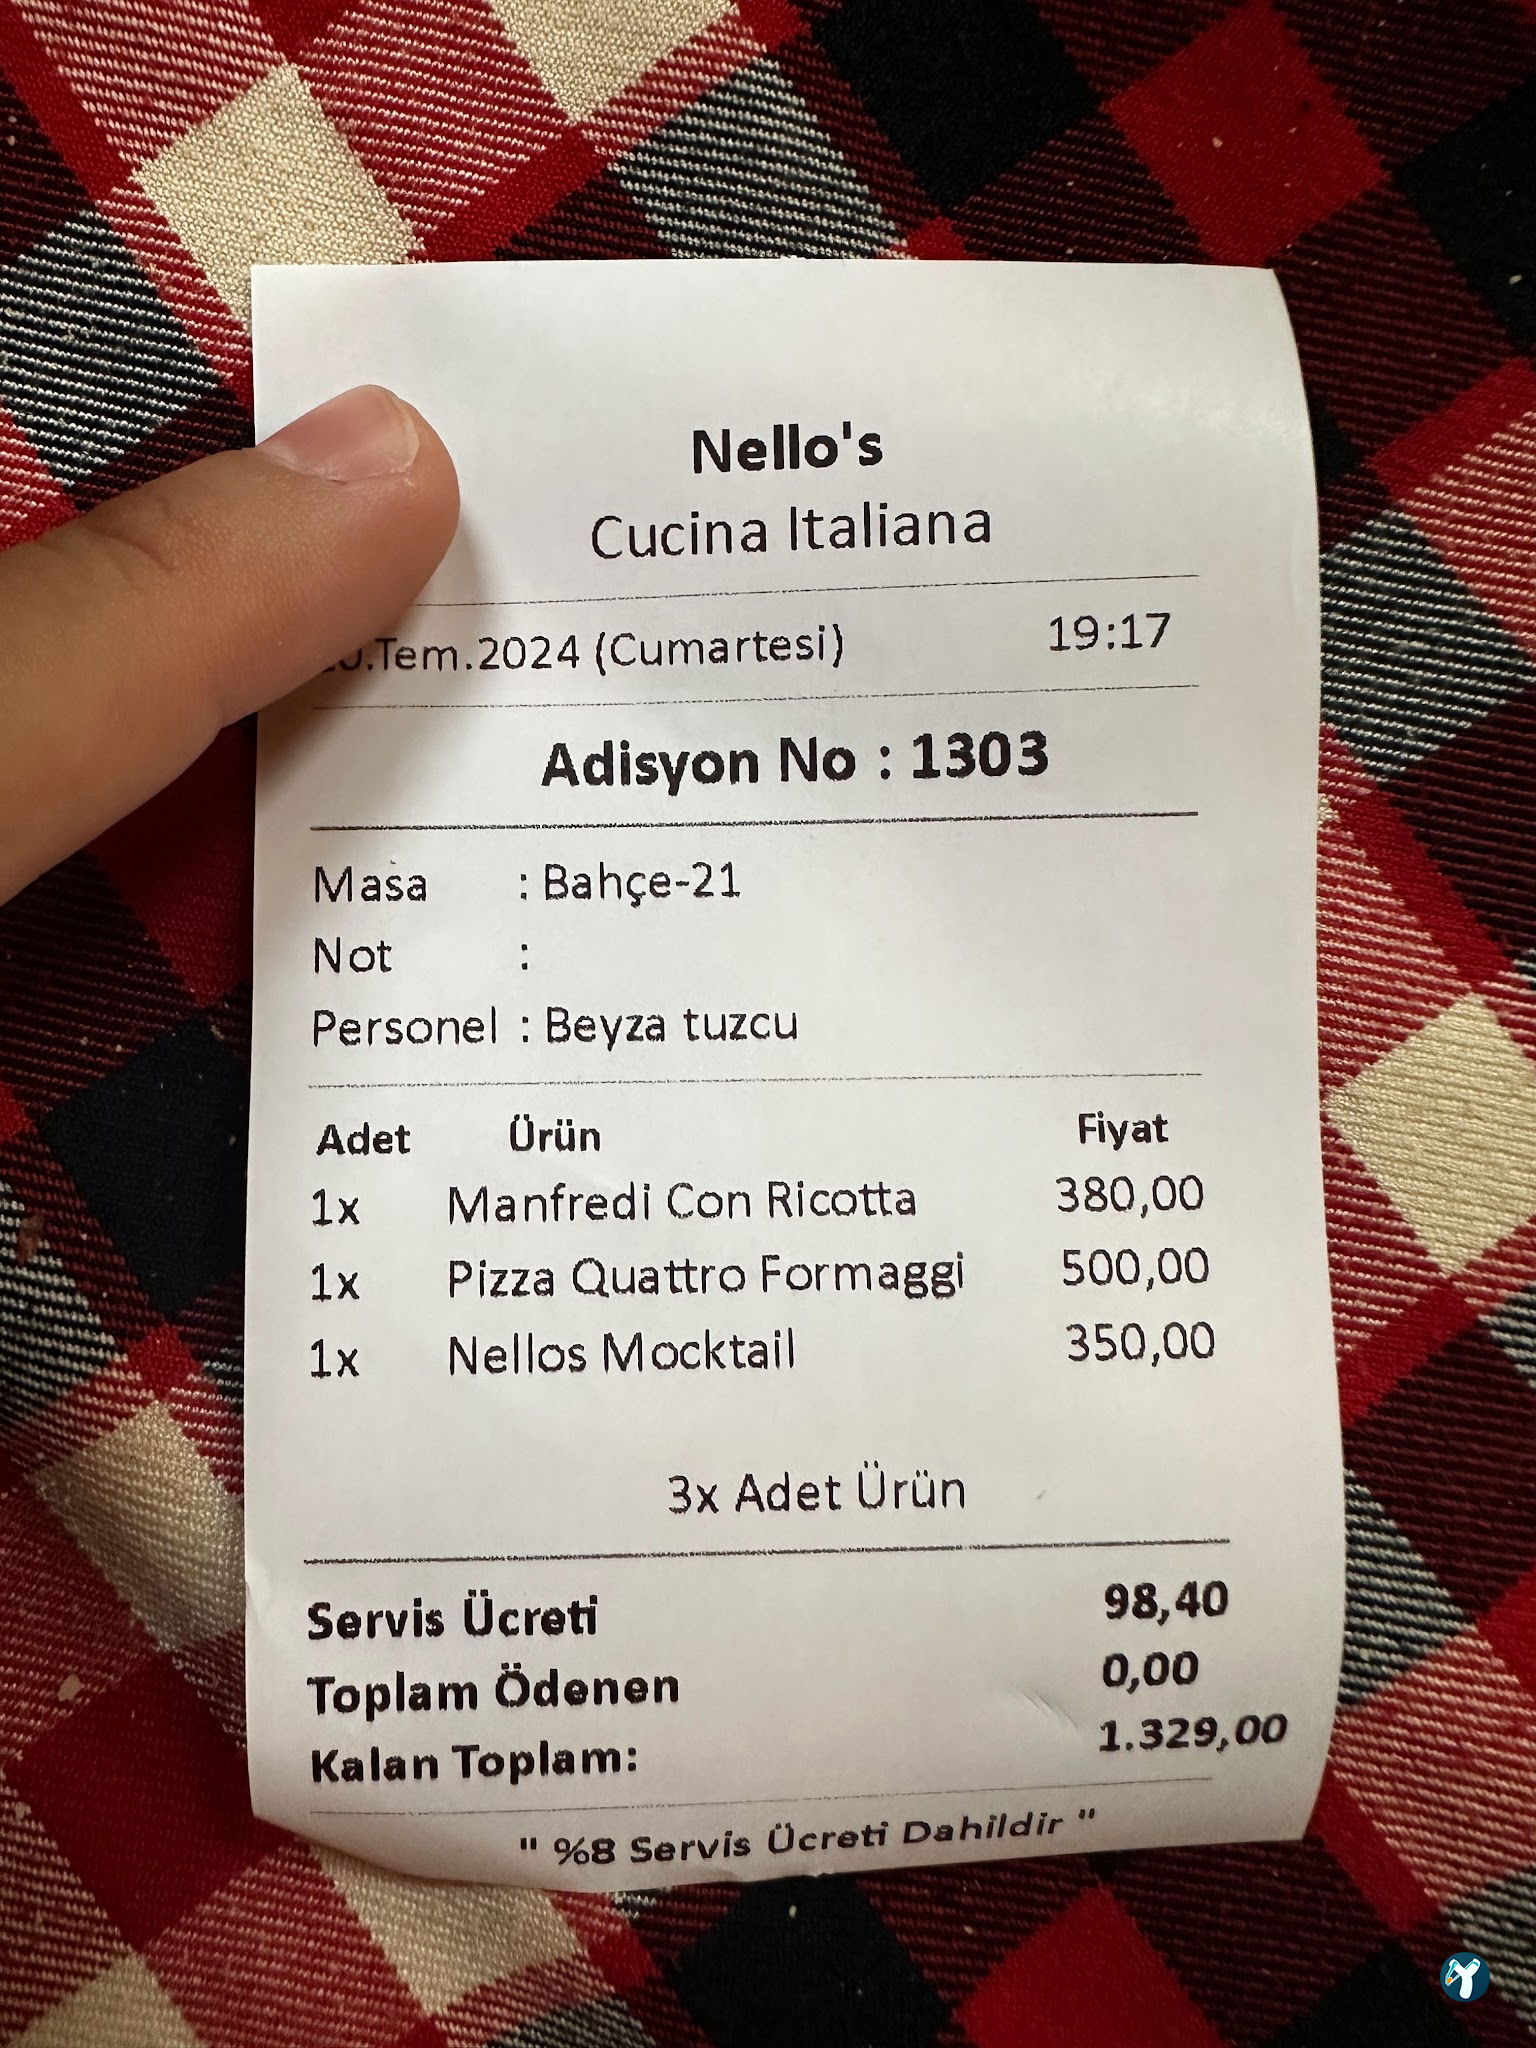 Nello's
Cucina Italiana
.Tem.2024 (Cumartesi) 19:17
Adisyon No : 1303
Masa : Bahçe-21
Not :
Personel : Beyza tuzcu
Adet Ürün Fiyat
1x Manfredi Con Ricotta 380,00
1x Pizza Quattro Formaggi 500,00
1x Nellos Mocktail 350,00
3x Adet Ürün
Servis Ücreti 98,40
Toplam Ödenen 0,00
Kalan Toplam: 1.329,00
" %8 Servis Ücreti Dahildir "